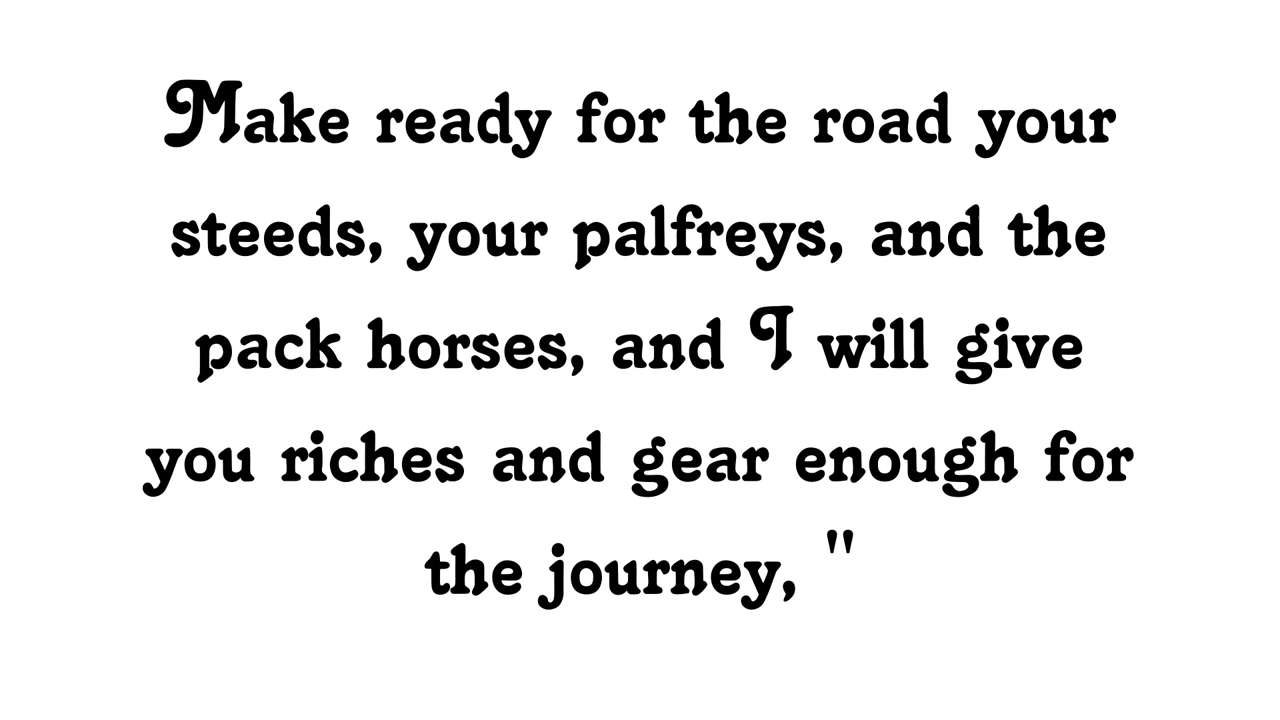 Make ready for the road your
steeds, your palfreys, and the
pack horses, and I will give
you riches and gear enough for
the journey, "